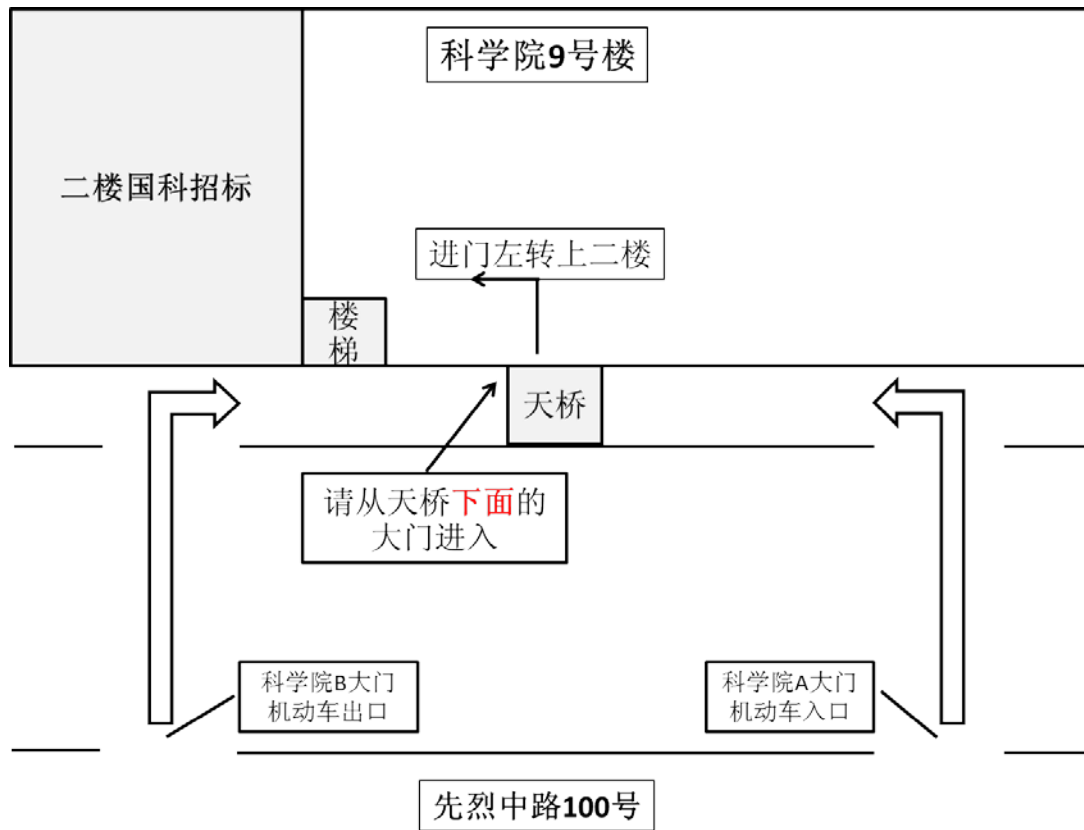 科学院9号楼
二楼国科招标
进门左转上二楼
楼
梯
天桥
请从天桥下面的
大门进入
科学院B大门
机动车出口
科学院A大门
机动车入口
先烈中路100号